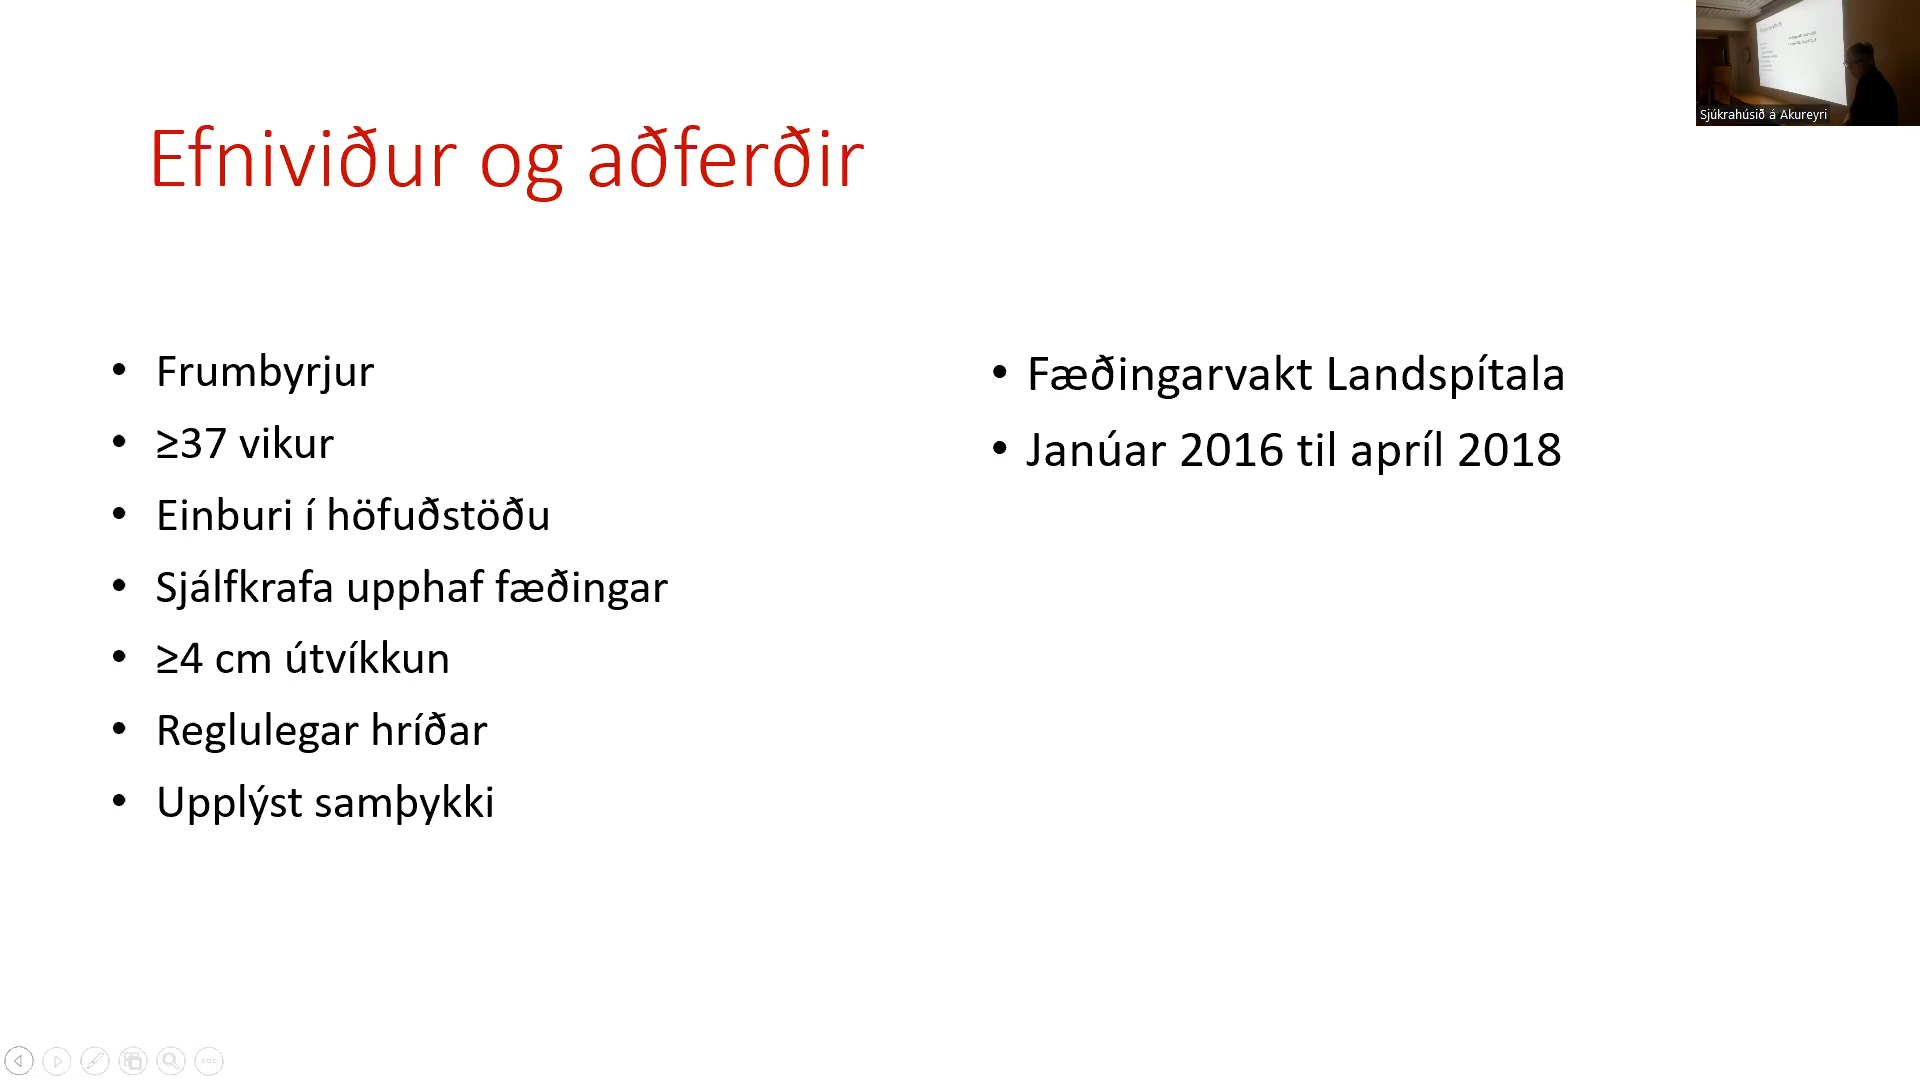 Efniviður og aðferðir
Frumbyrjur
≥37 vikur
Einburi í höfuðstöðu
Sjálfkrafa upphaf fæðingar
≥4 cm útvíkkun
Reglulegar hríðar
Upplýst samþykki
Fæðingarvakt Landspítala
Janúar 2016 til apríl 2018
Sjúkrahúsið á Akureyri